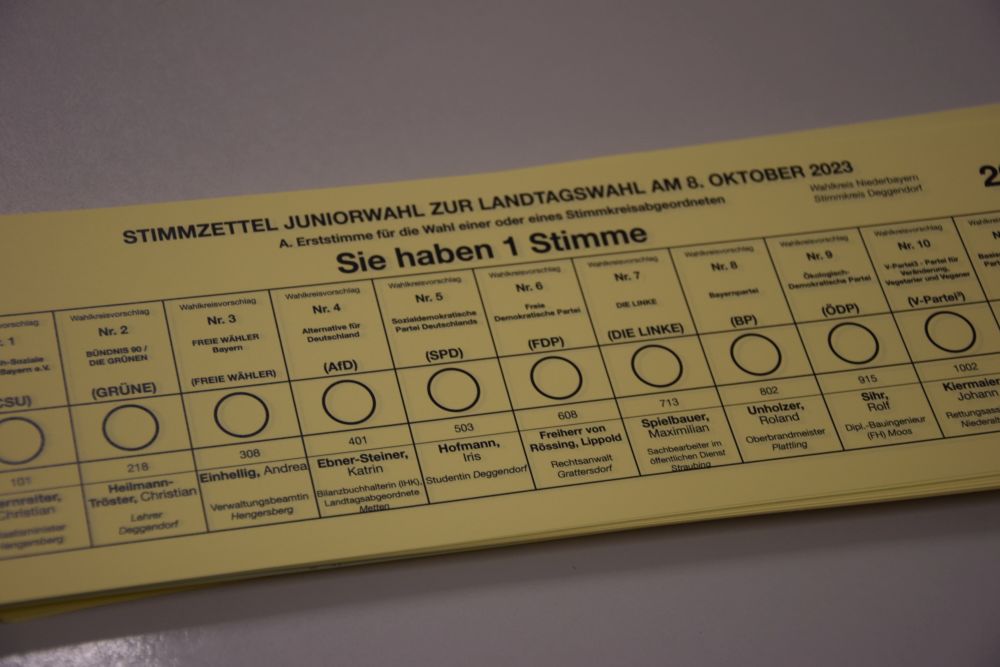 STIMMZETTEL JUNIORWAHL ZUR LANDTAGSWAHL AM 8. OKTOBER 2023
A. Erststimme für die Wahl einer oder eines Stimmkreisabgeordneten
Sie haben 1 Stimme
Wahlkreis Niederbayern
Stimmkreis Deggendorf
101
Christian
Hengersberg
Wahlkreisvorschlag
Nr. 2
BÜNDNIS 90 /
DIE GRÜNEN
(GRÜNE)
218
Heilmann-
Tröster, Christian
Lehrer
Deggendorf
Wahlkreisvorschlag
Nr. 3
FREIE WÄHLER
Bayern
(FREIE WÄHLER)
308
Einhellig, Andrea
Verwaltungsbeamtin
Hengersberg
Wahlkreisvorschlag
Nr. 4
Alternative für
Deutschland
(AfD)
401
Ebner-Steiner,
Katrin
Bilanzbuchhalterin (IHK),
Landtagsabgeordnete
Metten
Wahlkreisvorschlag
Nr. 5
Sozialdemokratische
Partei Deutschlands
(SPD)
503
Hofmann,
Iris
Studentin Deggendorf
Wahlkreisvorschlag
Nr. 6
Freie
Demokratische Partei
(FDP)
608
Freiherr von
Rössing, Lippold
Rechtsanwalt
Grattersdorf
Wahlkreisvorschlag
Nr. 7
DIE LINKE
(DIE LINKE)
713
Spielbauer,
Maximilian
Sachbearbeiter im
öffentlichen Dienst
Straubing
Wahlkreisvorschlag
Nr. 8
Bayernpartei
(BP)
802
Unholzer,
Roland
Oberbrandmeister
Plattling
Wahlkreisvorschlag
Nr. 9
Ökologisch-
Demokratische Partei
(ÖDP)
915
Sihr,
Rolf
Dipl.-Bauingenieur
(FH) Moos
Wahlkreisvorschlag
Nr. 10
V-Partei³ - Partei für
Veränderung,
Vegetarier und Veganer
(V-Partei³)
1002